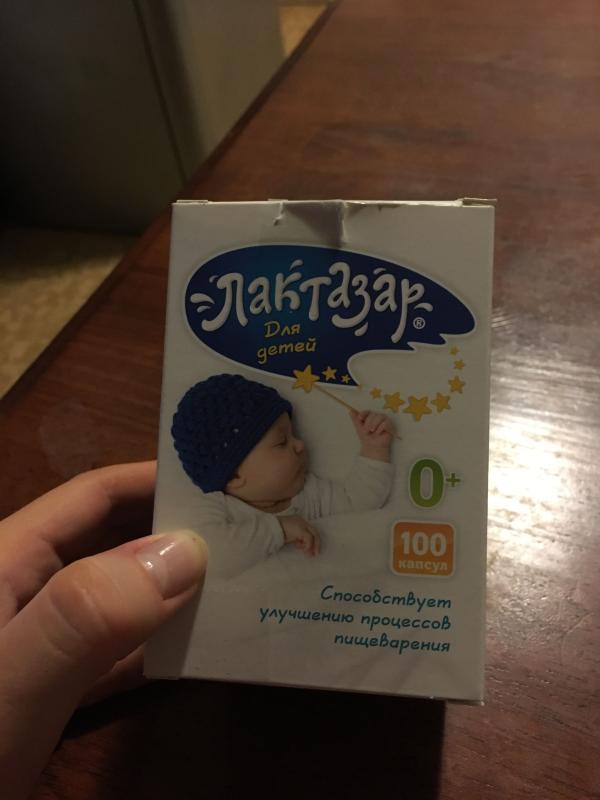 Лактазар®
Для
детей
0+
100
капсул
Способствует
улучшению процессов
пищеварения